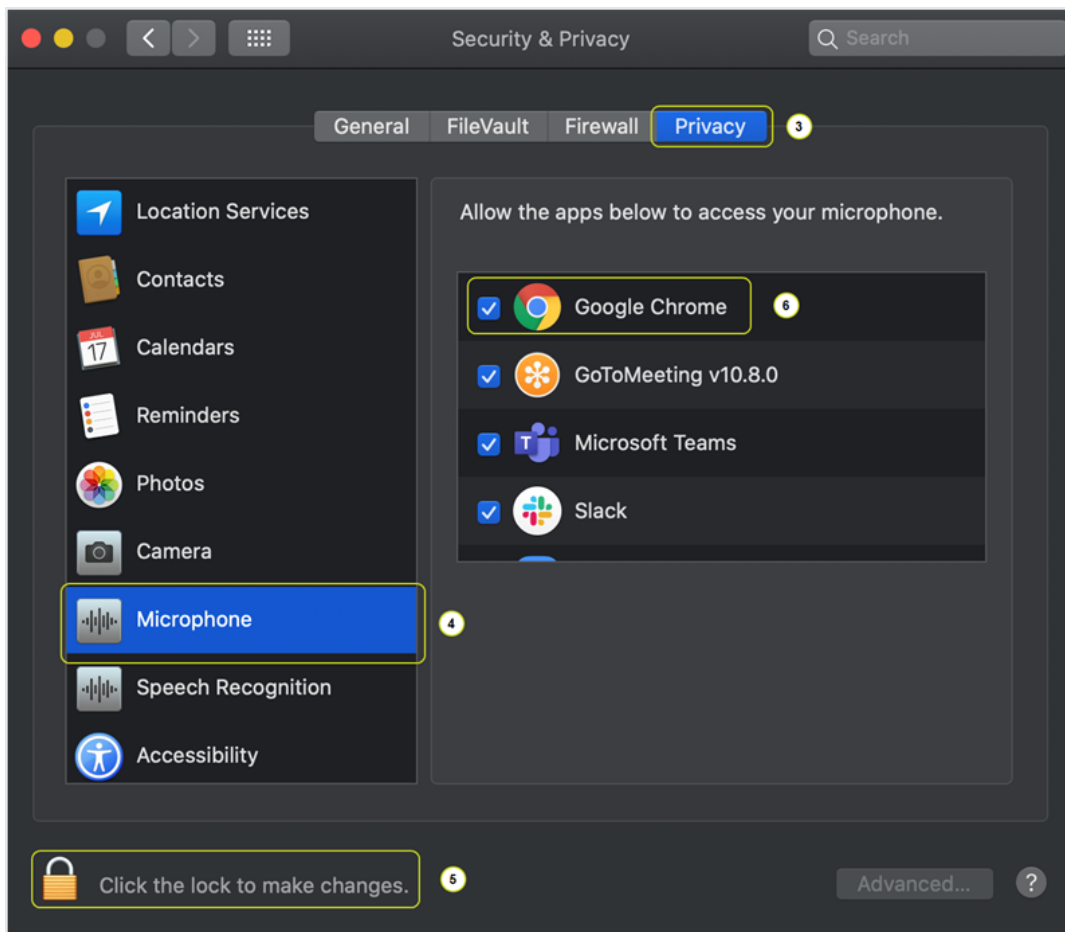 Security & Privacy
Search
General FileVault Firewall Privacy 3
Location Services
Contacts
JUL
17
Calendars
Reminders
Photos
Camera
Microphone
4
Speech Recognition
Accessibility
Allow the apps below to access your microphone.
Google Chrome 6
GoToMeeting v10.8.0
T
Microsoft Teams
Slack
Click the lock to make changes. 5
Advanced... ?